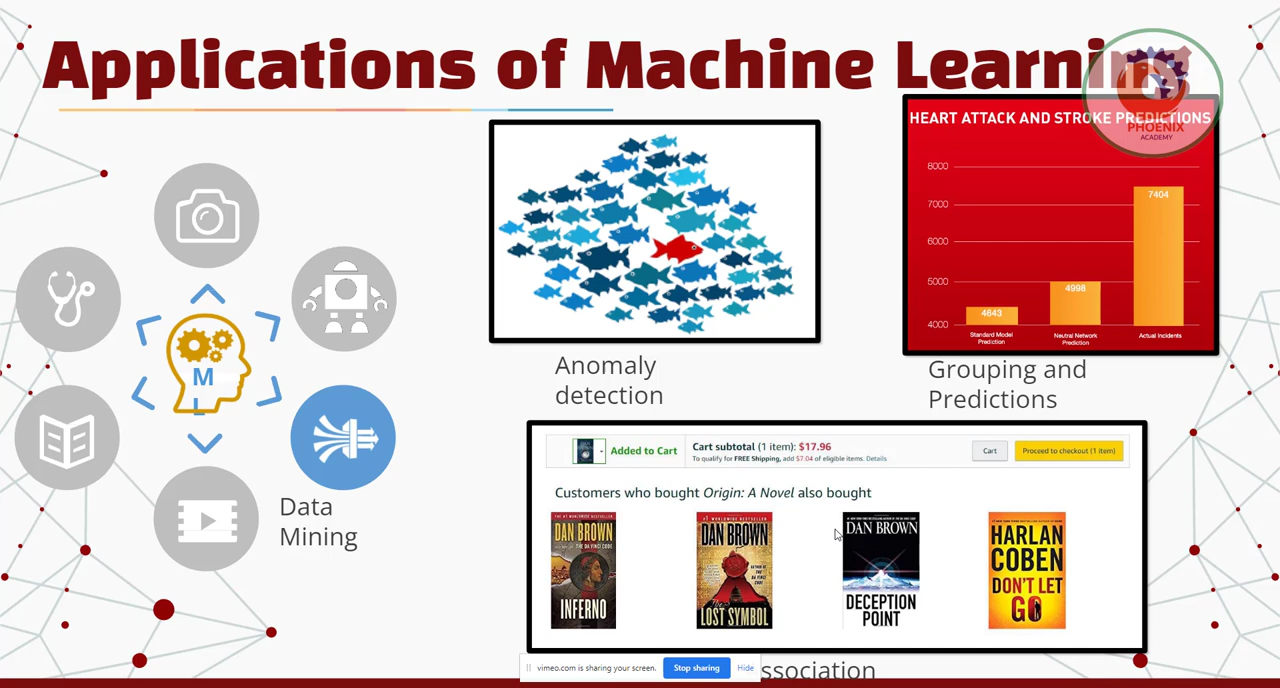 Applications of Machine Learning
PHOENIX
ACADEMY
HEART ATTACK AND STROKE PREDICTIONS
8000
7000
6000
5000
4000
4643
4998
7404
Standard Model
Prediction
Neutral Network
Prediction
Actual Incidents
M
L
Anomaly
detection
Grouping and
Predictions
Data
Mining
Added to Cart
Cart subtotal (1 item): $17.96
To qualify for FREE Shipping, add $7.04 of eligible items. Details
Cart
Proceed to checkout (1 item)
Customers who bought Origin: A Novel also bought
DAN BROWN
INFERNO
#1 WORLDWIDE BESTSELLER
DAN BROWN
The
LOST SYMBOL
DAN BROWN
DECEPTION
POINT
HARLAN
COBEN
DON'T LET
GO
vimeo.com is sharing your screen.
Stop sharing
Hide
ssociation